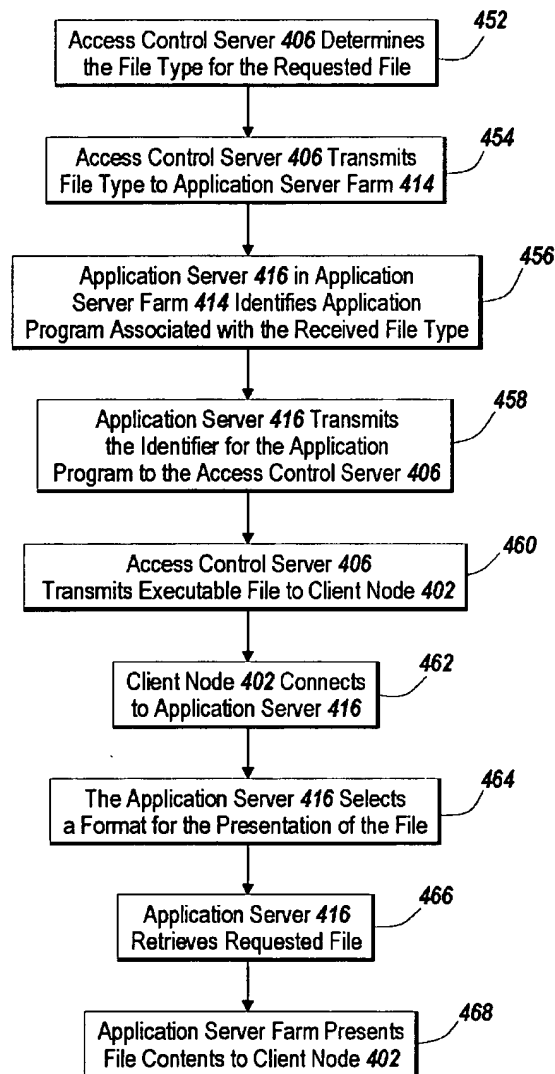 452
Access Control Server 406 Determines
the File Type for the Requested File
454
Access Control Server 406 Transmits
File Type to Application Server Farm 414
456
Application Server 416 in Application
Server Farm 414 Identifies Application
Program Associated with the Received File Type
458
Application Server 416 Transmits
the Identifier for the Application
Program to the Access Control Server 406
460
Access Control Server 406
Transmits Executable File to Client Node 402
462
Client Node 402 Connects
to Application Server 416
464
The Application Server 416 Selects
a Format for the Presentation of the File
466
Application Server 416
Retrieves Requested File
468
Application Server Farm Presents
File Contents to Client Node 402